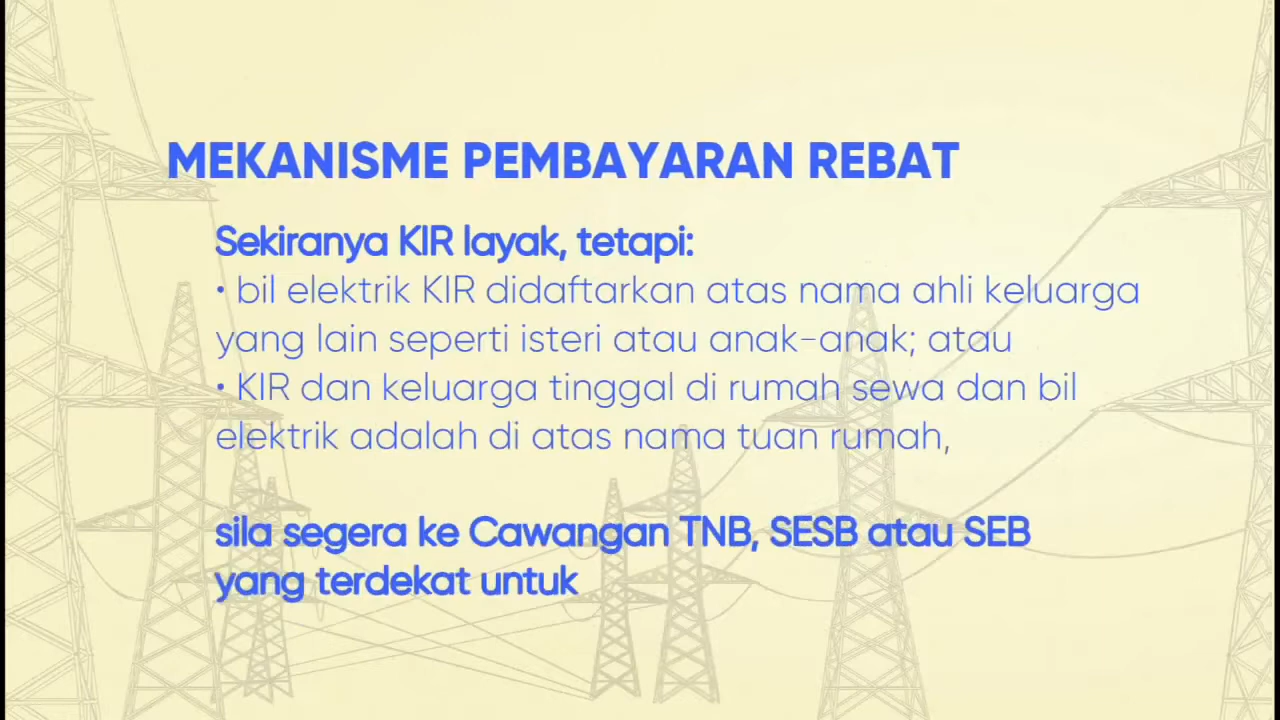 MEKANISME PEMBAYARAN REBAT
Sekiranya KIR layak, tetapi:
• bil elektrik KIR didaftarkan atas nama ahli keluarga
yang lain seperti isteri atau anak-anak; atau
• KIR dan keluarga tinggal di rumah sewa dan bil
elektrik adalah di atas nama tuan rumah,
sila segera ke Cawangan TNB, SESB atau SEB
yang terdekat untuk